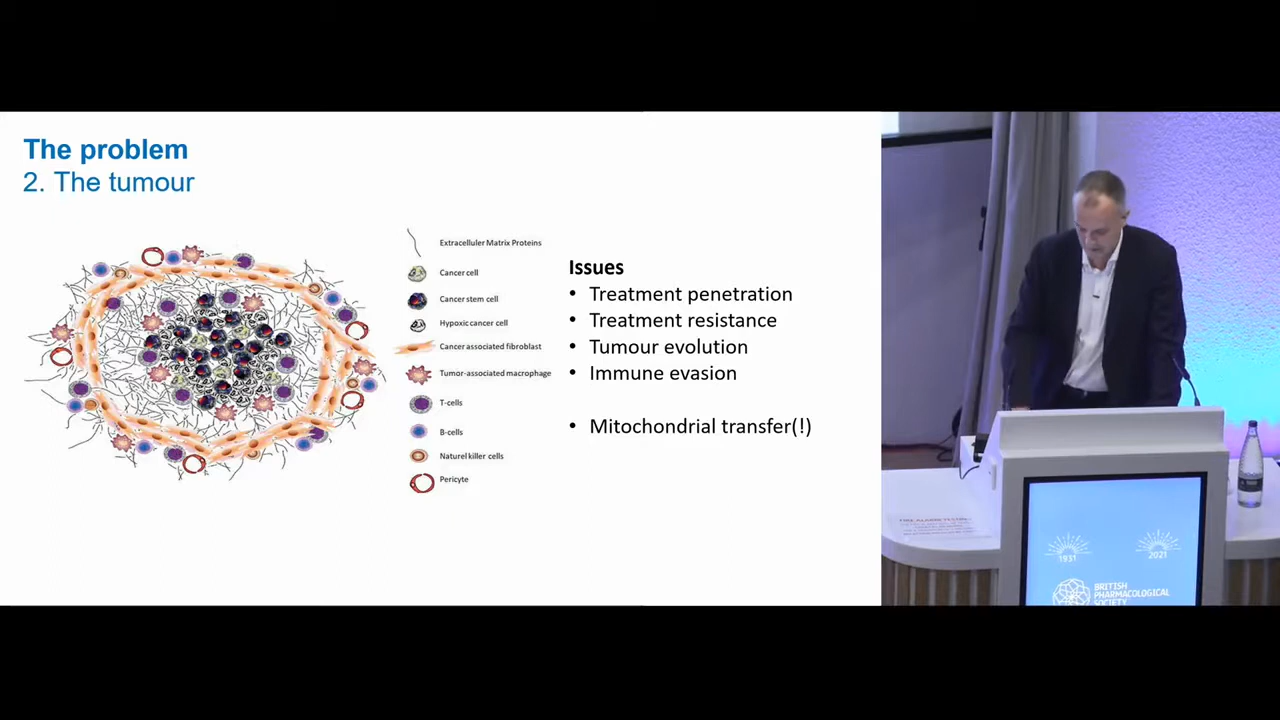 The problem
2. The tumour
Extracelluler Matrix Proteins
Cancer cell
Cancer stem cell
Hypoxic cancer cell
Cancer associated fibroblast
Tumor-associated macrophage
T-cells
B-cells
Naturel killer cells
Pericyte
Issues
• Treatment penetration
• Treatment resistance
• Tumour evolution
• Immune evasion
• Mitochondrial transfer(!)
1931
2021
BRITISH
PHARMACOLOGICAL
SOCIETY